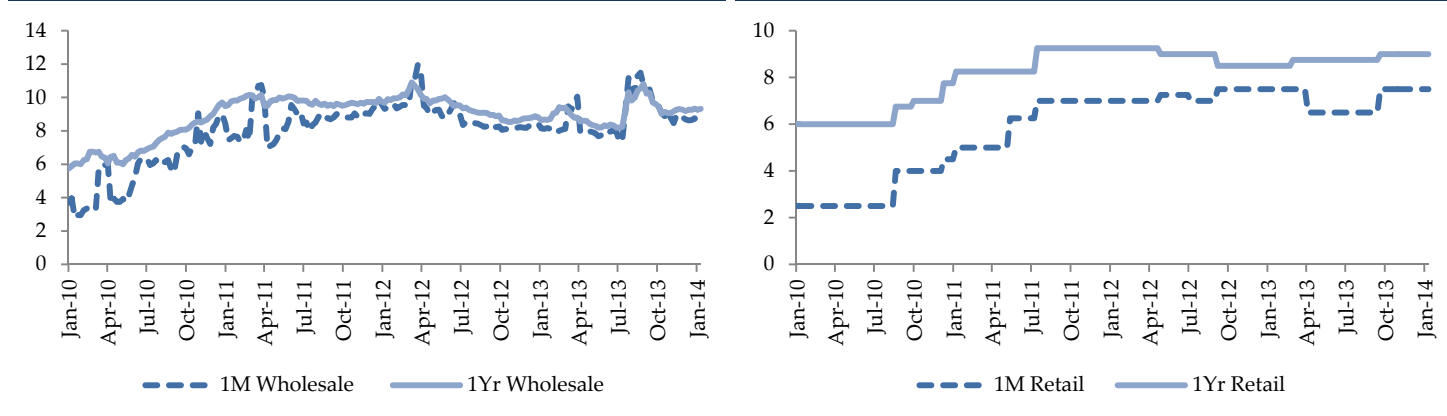 14
12
10
8
6
4
2
0
Jan-10
Apr-10
Jul-10
Oct-10
Jan-11
Apr-11
Jul-11
Oct-11
Jan-12
Apr-12
Jul-12
Oct-12
Jan-13
Apr-13
Jul-13
Oct-13
Jan-14
1M Wholesale
1Yr Wholesale
10
8
6
4
2
0
Jan-10
Apr-10
Jul-10
Oct-10
Jan-11
Apr-11
Jul-11
Oct-11
Jan-12
Apr-12
Jul-12
Oct-12
Jan-13
Apr-13
Jul-13
Oct-13
Jan-14
1M Retail
1Yr Retail